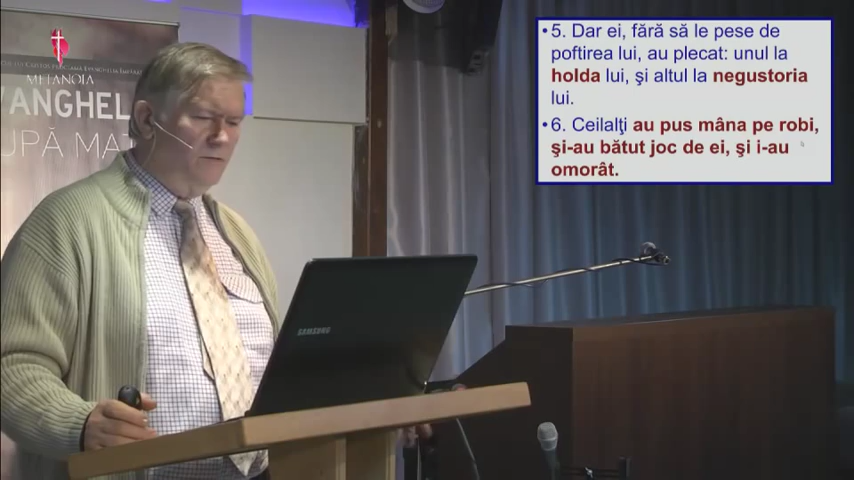 METANOIA
VANGHEL
UPĂ MAT
SAMSUNG
•5. Dar ei, fără să le pese de
poftirea lui, au plecat: unul la
holda lui, şi altul la negustoria
lui.
•6. Ceilalţi au pus mâna pe robi,
şi-au bătut joc de ei, şi i-au
omorât.